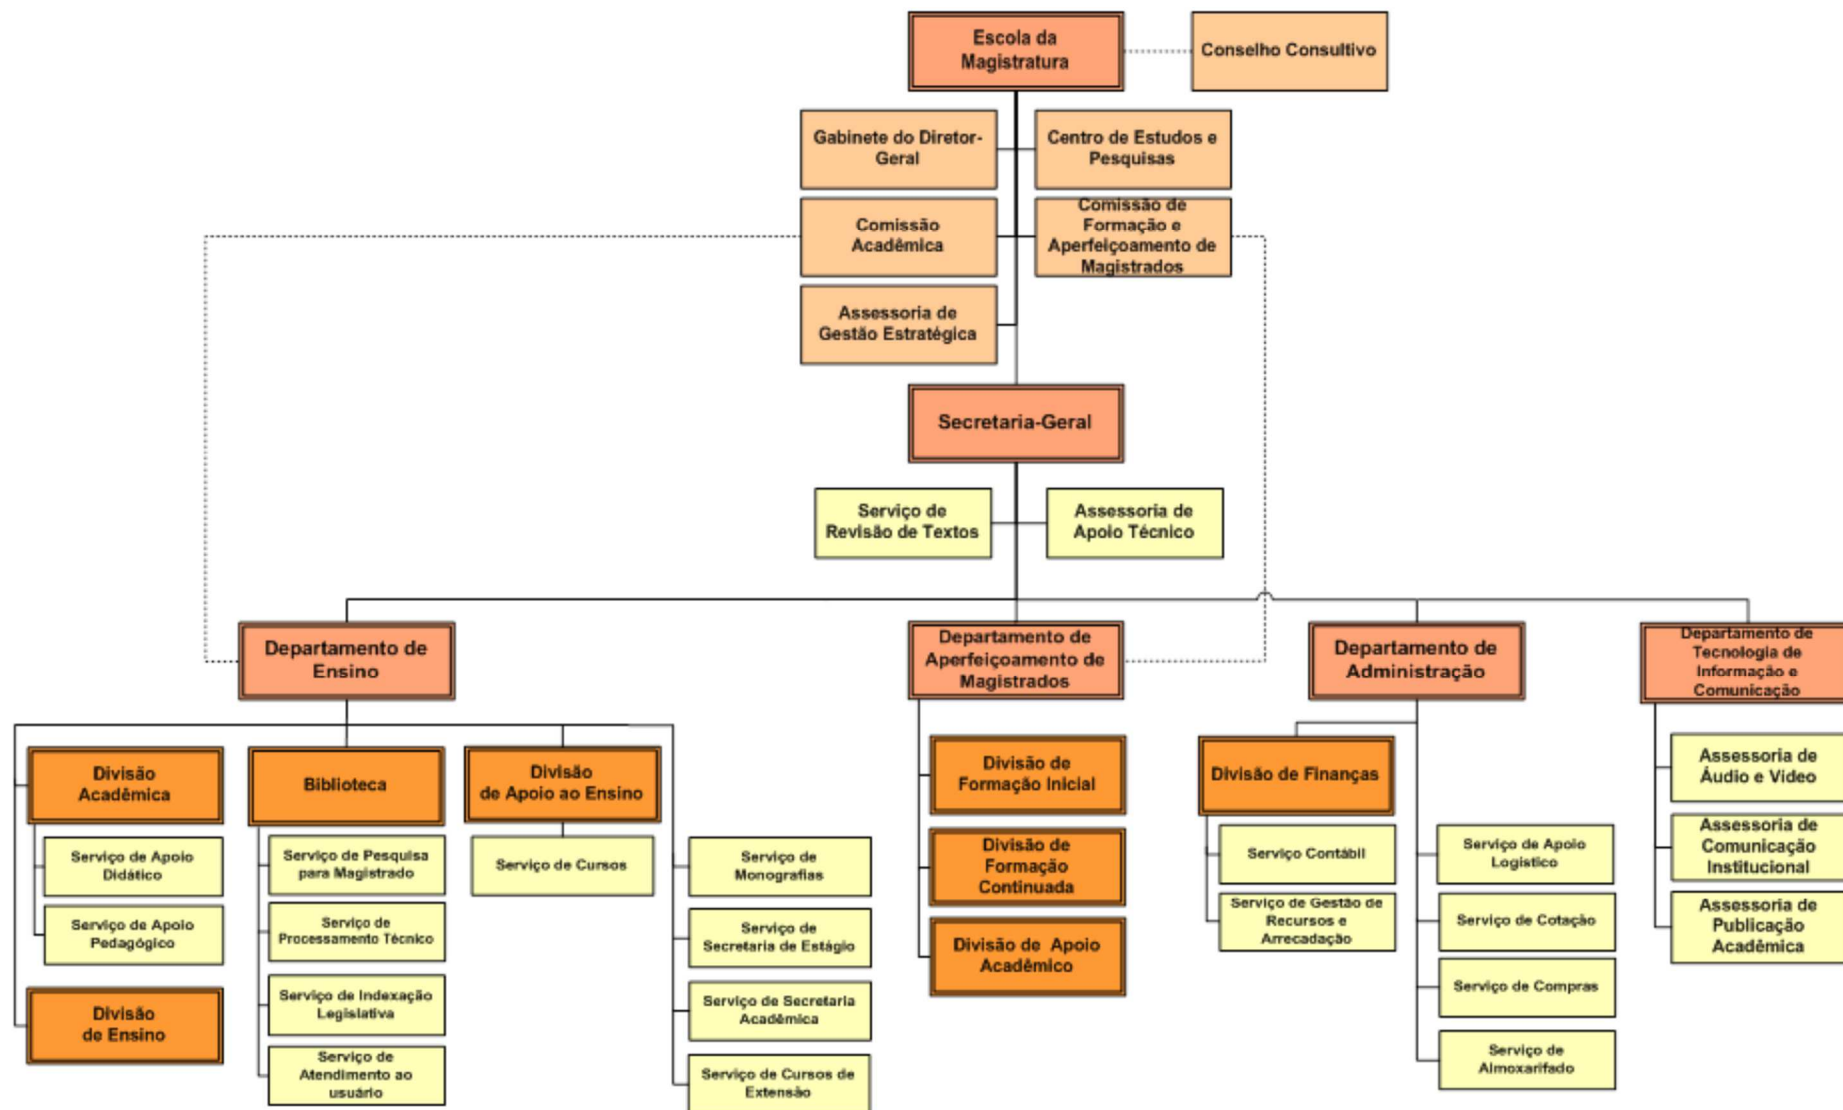 Escola da
Magistratura
Conselho Consultivo
Gabinete do Diretor-
Geral
Centro de Estudos e
Pesquisas
Comissão
Acadêmica
Comissão de
Formação e
Aperfeiçoamento de
Magistrados
Assessoria de
Gestão Estratégica
Secretaria-Geral
Serviço de
Revisão de Textos
Assessoria de
Apoio Técnico
Departamento de
Ensino
Departamento de
Aperfeiçoamento de
Magistrados
Departamento de
Administração
Departamento de
Tecnologia de
Informação e
Comunicação
Divisão
Acadêmica
Serviço de Apoio
Didático
Serviço de Apoio
Pedagógico
Divisão
de Ensino
Biblioteca
Serviço de Pesquisa
para Magistrado
Serviço de
Processamento Técnico
Serviço de Indexação
Legislativa
Serviço de
Atendimento ao
usuário
Divisão
de Apoio ao Ensino
Serviço de Cursos
Serviço de
Monografias
Serviço de
Secretaria de Estágio
Serviço de Secretaria
Acadêmica
Serviço de Cursos de
Extensão
Divisão de
Formação Inicial
Divisão de
Formação
Continuada
Divisão de Apoio
Acadêmico
Divisão de Finanças
Serviço Contábil
Serviço de Gestão de
Recursos e
Arrecadação
Serviço de Apoio
Logístico
Serviço de Cotação
Serviço de Compras
Serviço de
Almoxarifado
Assessoria de
Áudio e Video
Assessoria de
Comunicação
Institucional
Assessoria de
Publicação
Acadêmica